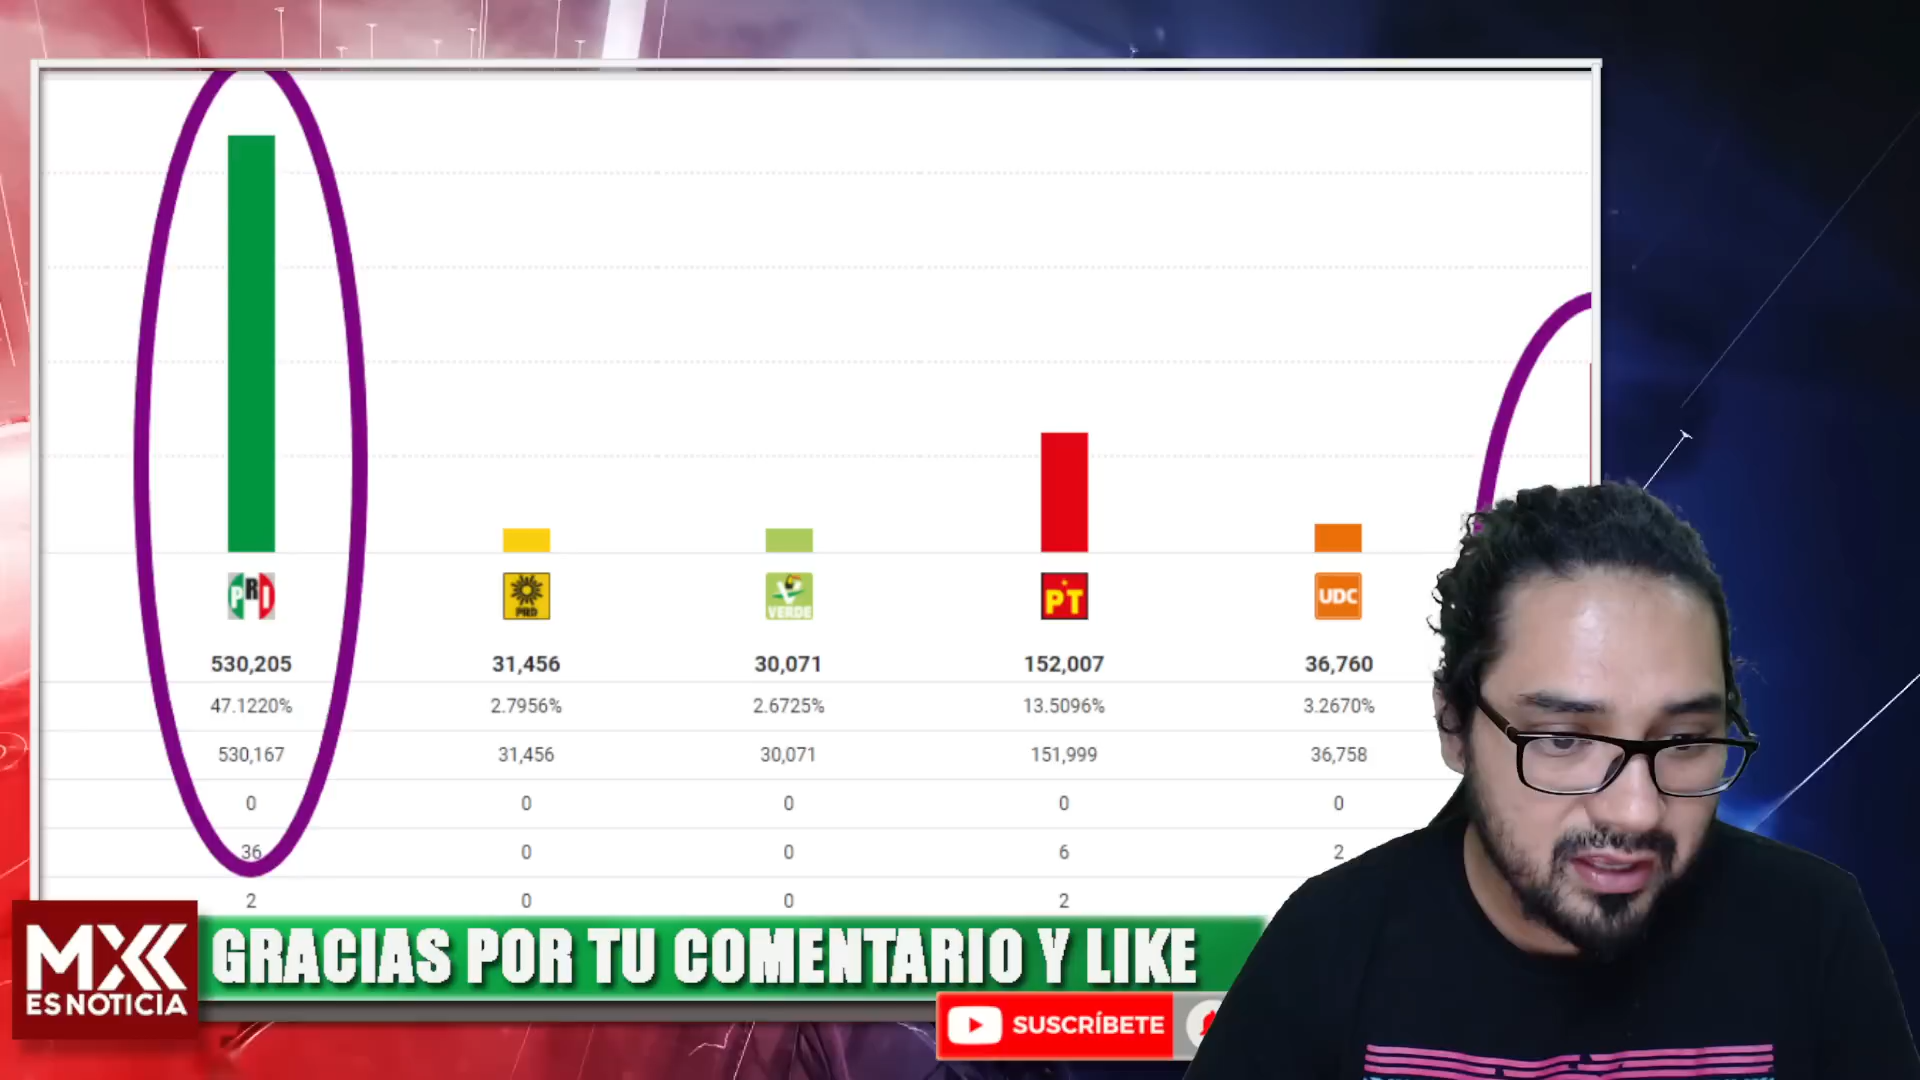 PRI
PRD
VERDE
PT
UDC
530,205 31,456 30,071 152,007 36,760
47.1220% 2.7956% 2.6725% 13.5096% 3.2670%
530,167 31,456 30,071 151,999 36,758
0 0 0 0 0
36 0 0 6 2
2 0 0 2
MX
ES NOTICIA
GRACIAS POR TU COMENTARIO Y LIKE
SUSCRÍBETE